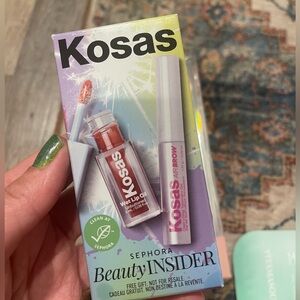 Kosas
Kosas
Wet Lip Oil
Kosas AIR BROW
CLEAN AT
SEPHORA
SEPHORA
Beauty INSIDER
FREE GIFT. NOT FOR RESALE.
CADEAU GRATUIT. NON DESTINÉ À LA REVENTE.